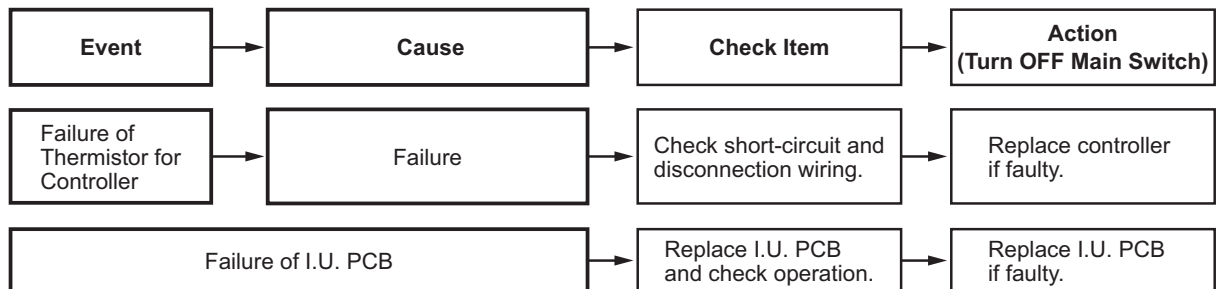 Event
Cause
Check Item
Action
(Turn OFF Main Switch)
Failure of
Thermistor for
Controller
Failure
Check short-circuit and
disconnection wiring.
Replace controller
if faulty.
Failure of I.U. PCB
Replace I.U. PCB
and check operation.
Replace I.U. PCB
if faulty.